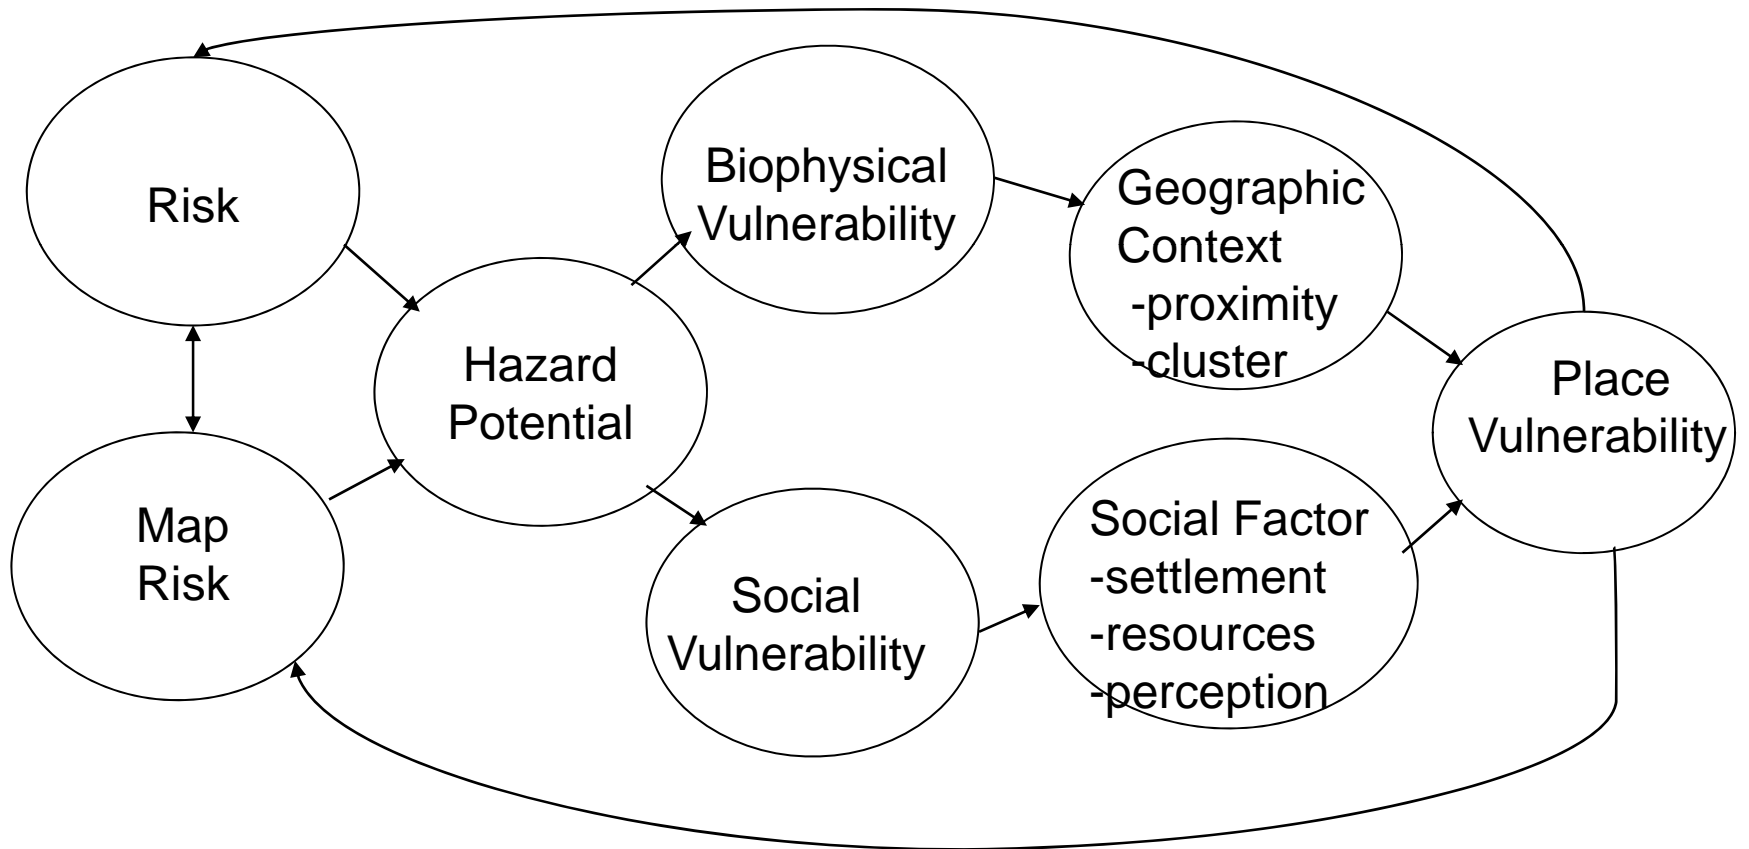 Risk
Map
Risk
Hazard
Potential
Biophysical
Vulnerability
Social
Vulnerability
Geographic
Context
-proximity
-cluster
Social Factor
-settlement
-resources
-perception
Place
Vulnerability